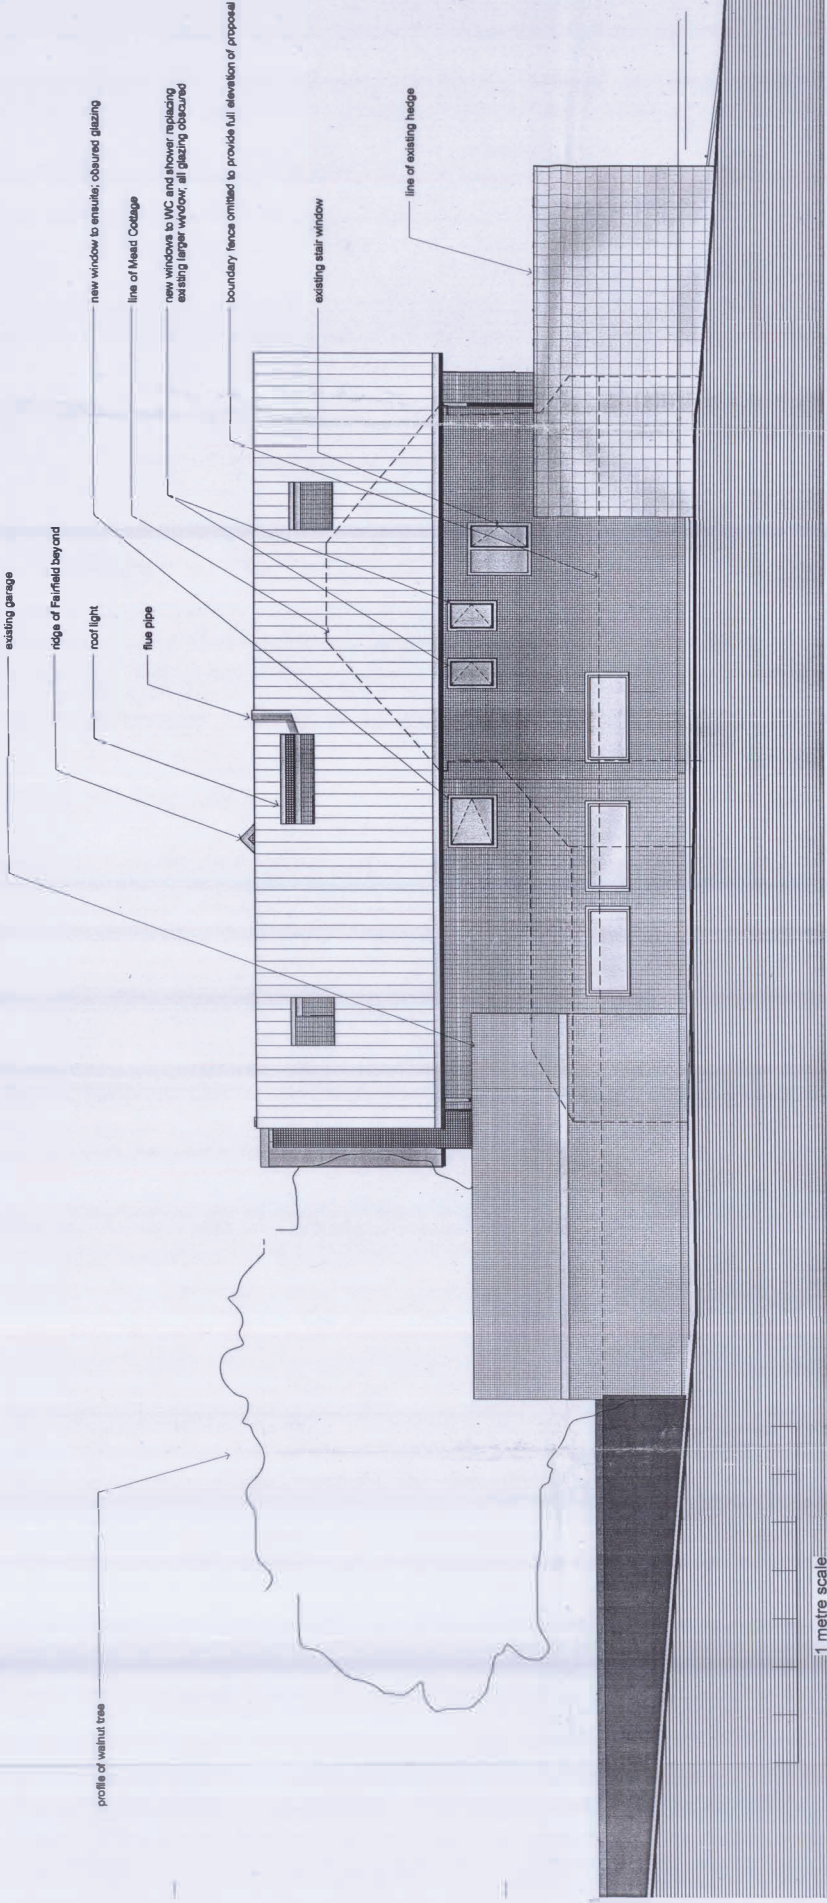 existing garage
ridge of Fairfield beyond
roof light
flue pipe
new window to ensuite; obsured glazing
line of Mead Cottage
new windows to WC and shower replacing
existing larger window; all glazing obscured
boundary fence omitted to provide full elevation of proposal
existing stair window
line of existing hedge
profile of walnut tree
1 metre scale